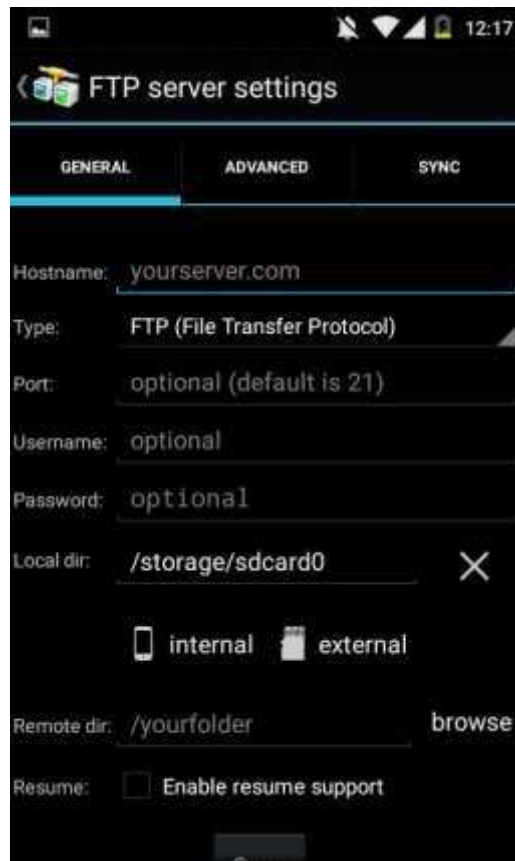 12:17
FTP server settings
GENERAL ADVANCED SYNC
Hostname: yourserver.com
Type: FTP (File Transfer Protocol)
Port: optional (default is 21)
Username: optional
Password: optional
Local dir: /storage/sdcard0
internal external
Remote dir: /yourfolder browse
Resume: Enable resume support